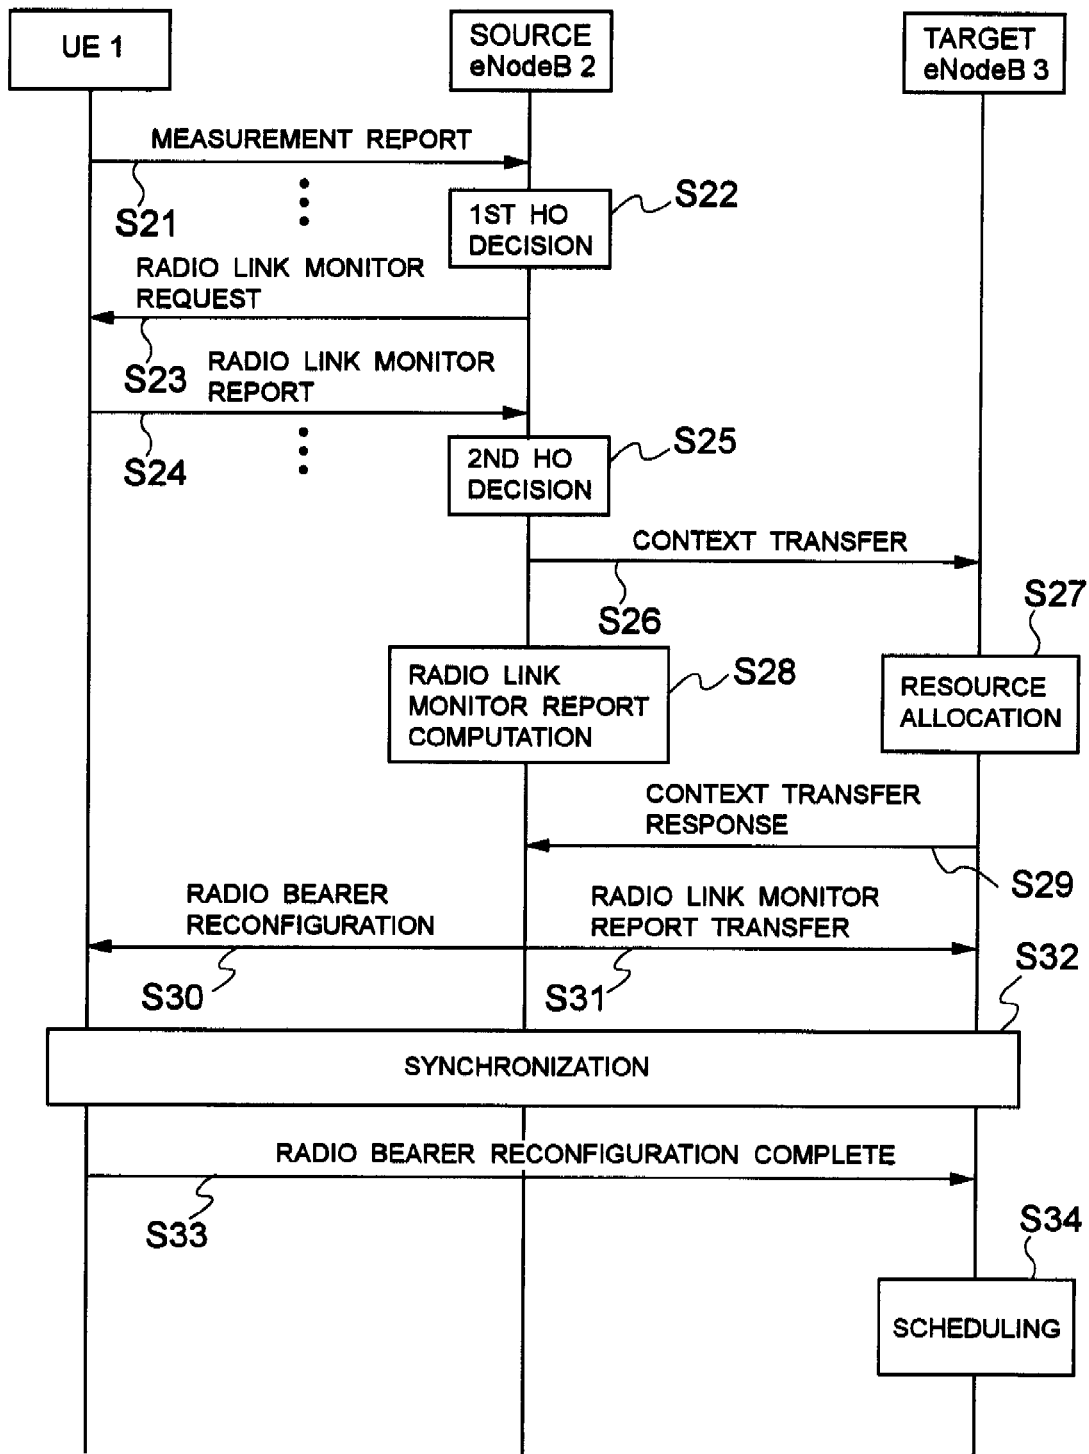 UE 1
SOURCE
eNodeB 2
TARGET
eNodeB 3
MEASUREMENT REPORT
S21
1ST HO
DECISION
S22
RADIO LINK MONITOR
REQUEST
S23
RADIO LINK MONITOR
REPORT
S24
2ND HO
DECISION
S25
CONTEXT TRANSFER
S26
S27
RESOURCE
ALLOCATION
RADIO LINK
MONITOR REPORT
COMPUTATION
S28
CONTEXT TRANSFER
RESPONSE
S29
RADIO BEARER
RECONFIGURATION
S30
RADIO LINK MONITOR
REPORT TRANSFER
S31
S32
SYNCHRONIZATION
RADIO BEARER RECONFIGURATION COMPLETE
S33
S34
SCHEDULING